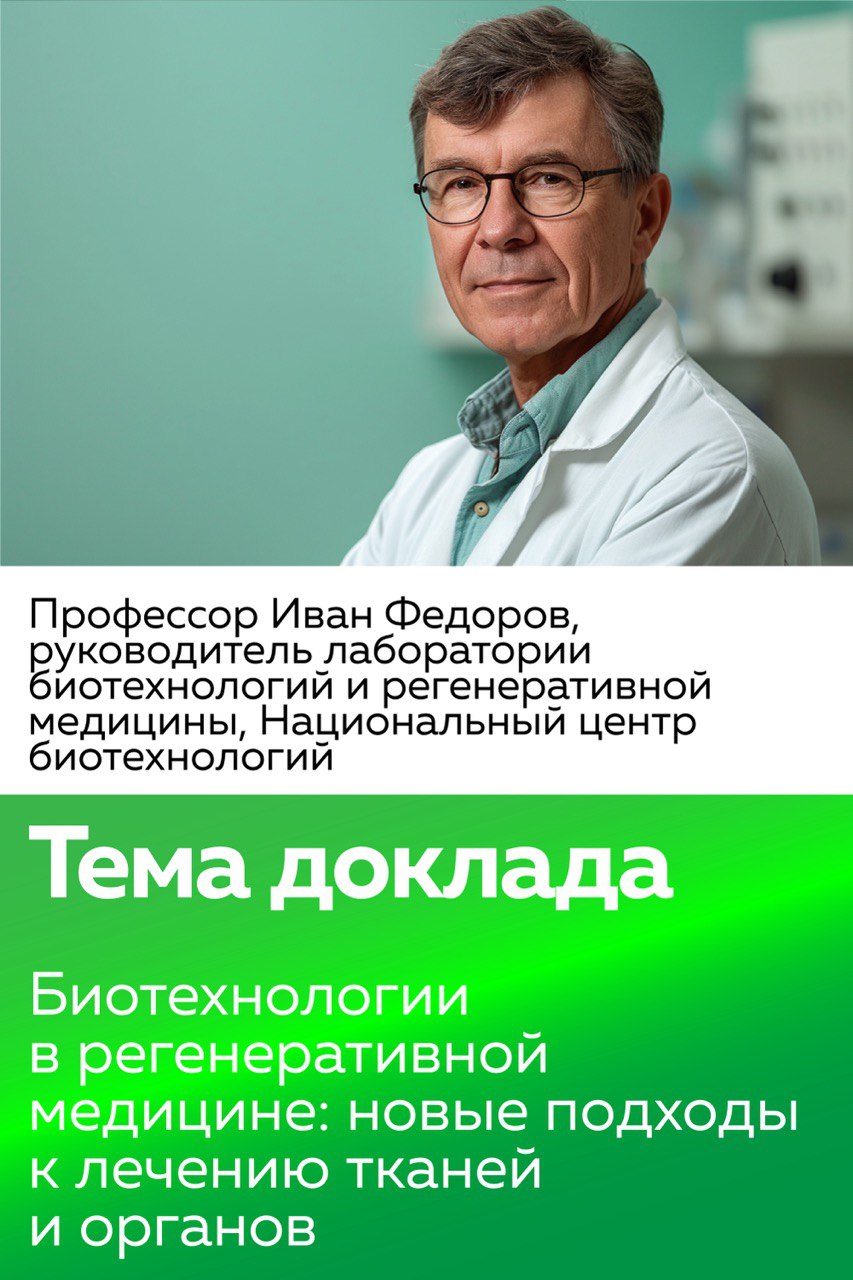 Профессор Иван Федоров,
руководитель лаборатории
биотехнологий и регенеративной
медицины, Национальный центр
биотехнологий
Тема доклада
Биотехнологии
в регенеративной
медицине: новые подходы
к лечению тканей
и органов